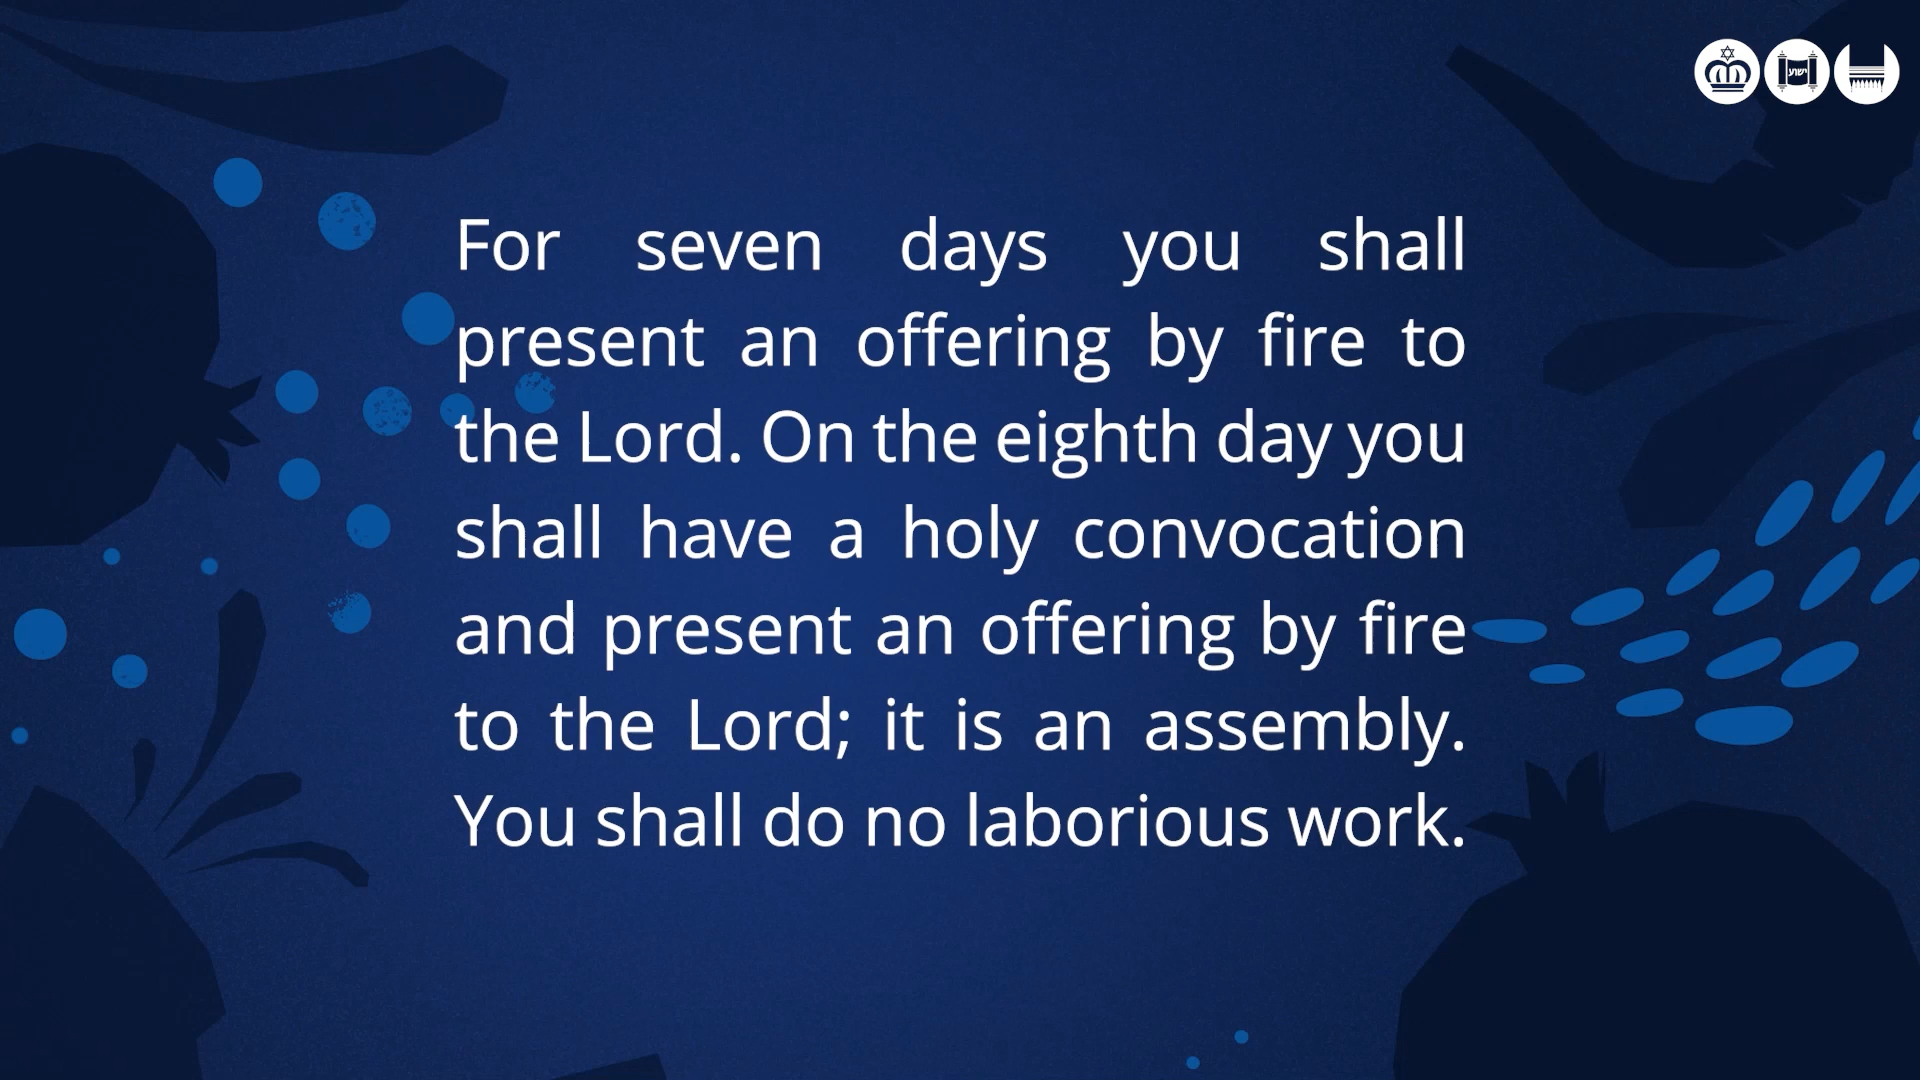 ישוע
For seven days you shall
present an offering by fire to
the Lord. On the eighth day you
shall have a holy convocation
and present an offering by fire
to the Lord; it is an assembly.
You shall do no laborious work.